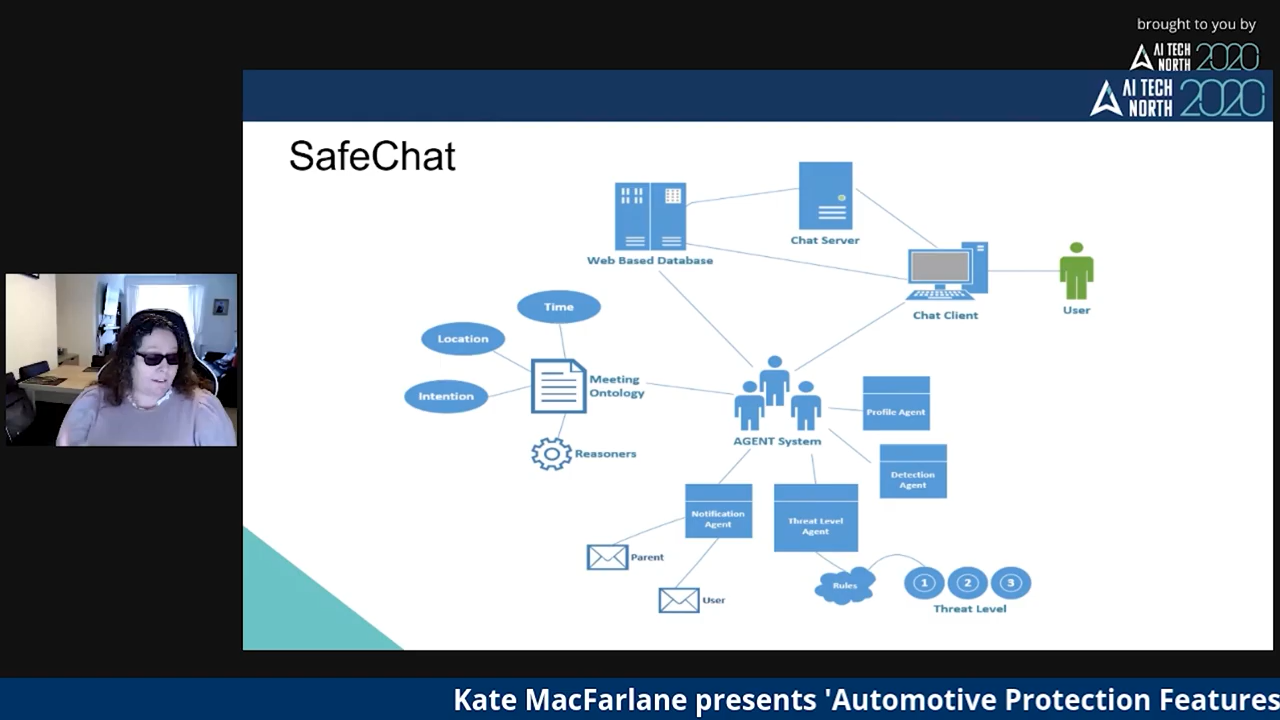 brought to you by
AI TECH
NORTH 2020
AI TECH
NORTH 2020
SafeChat
Chat Server
Web Based Database
Chat Client
User
Time
Location
Intention
Meeting
Ontology
Reasoners
AGENT System
Profile Agent
Detection
Agent
Notification
Agent
Threat Level
Agent
Parent
User
Rules
1 2 3
Threat Level
Kate MacFarlane presents 'Automotive Protection Features